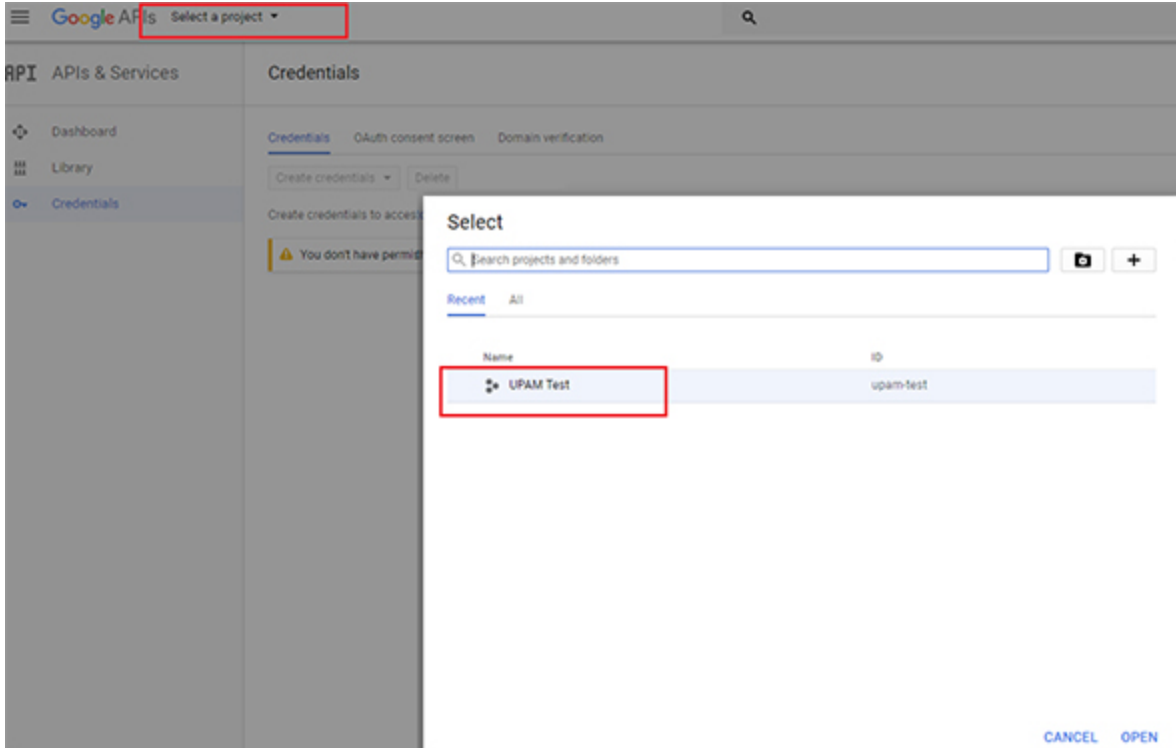 Google APIs Select a project
API APIs & Services Credentials
Dashboard
Library
Credentials
Credentials OAuth consent screen Domain verification
Create credentials Delete
Create credentials to
You don't have
Select
Search projects and folders
Recent All
Name ID
UPAM Test upam-test
CANCEL OPEN